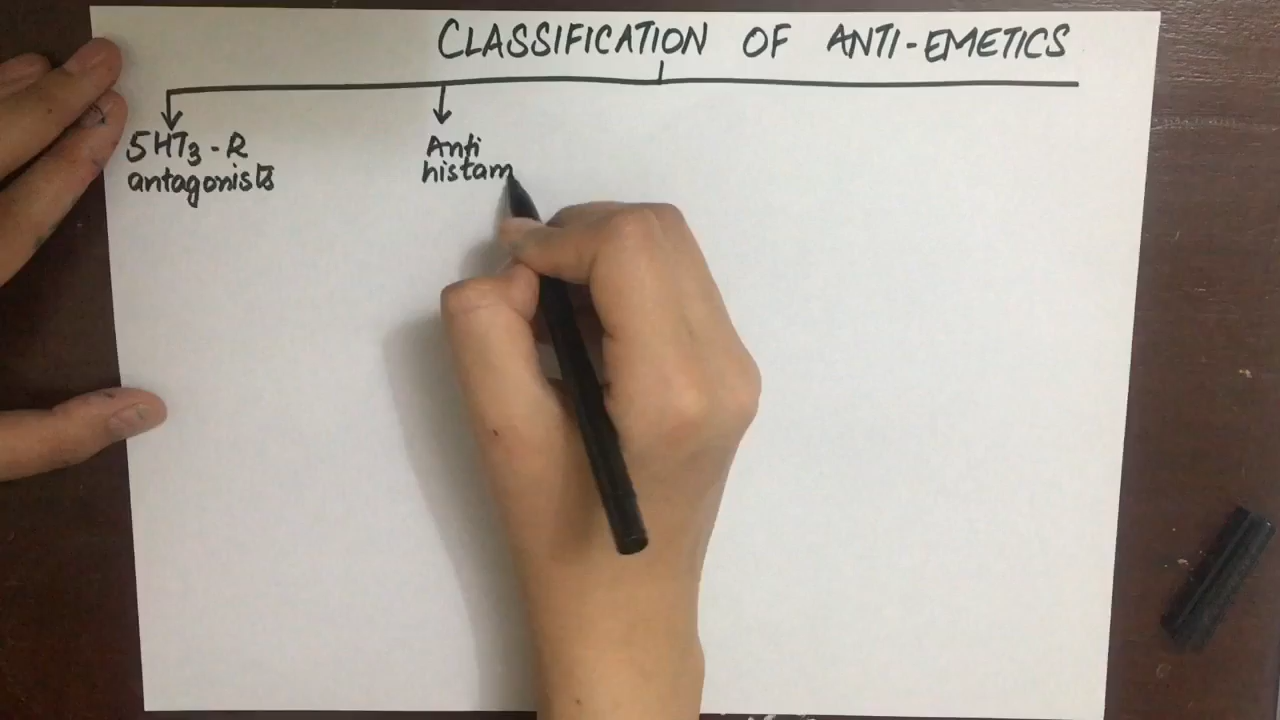 CLASSIFICATION OF ANTI-EMETICS
5HT3-R
antagonists
Anti
histam